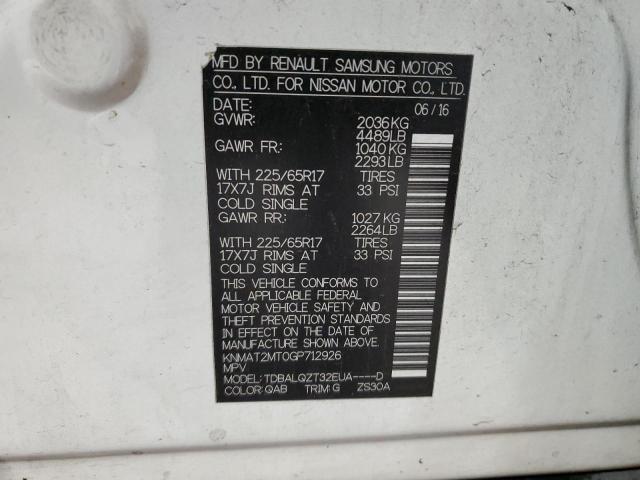 MFD BY RENAULT SAMSUNG MOTORS
CO., LTD. FOR NISSAN MOTOR CO., LTD.
DATE: 06/16
GVWR: 2036KG
4489LB
GAWR FR: 1040KG
2293LB
WITH 225/65R17 TIRES
17X7J RIMS AT 33 PSI
COLD SINGLE
GAWR RR: 1027KG
2264LB
WITH 225/65R17 TIRES
17X7J RIMS AT 33 PSI
COLD SINGLE
THIS VEHICLE CONFORMS TO
ALL APPLICABLE FEDERAL
MOTOR VEHICLE SAFETY AND
THEFT PREVENTION STANDARDS
IN EFFECT ON THE DATE OF
MANUFACTURE SHOWN ABOVE.
KNMAT2MT0GP712926
MPV
MODEL: TDBALQZT32EUA----D
COLOR: QAB TRIM: G ZS30A